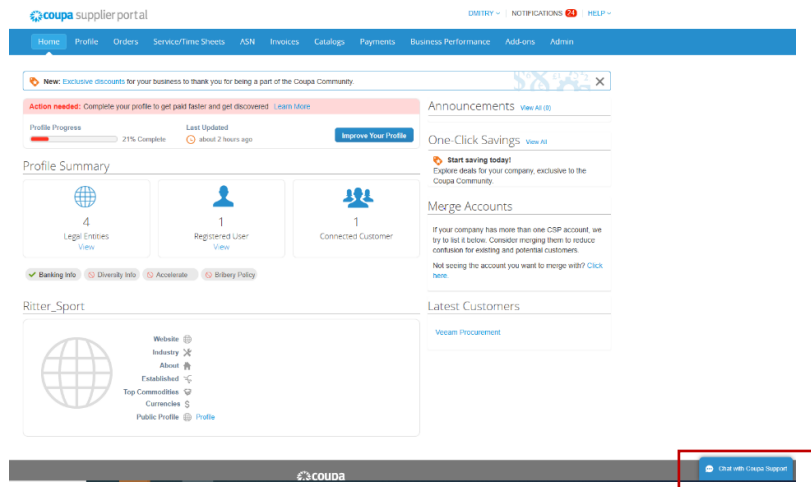 coupa supplier portal
DMITRY
NOTIFICATIONS 24
HELP
Home Profile Orders Service/Time Sheets ASN Invoices Catalogs Payments Business Performance Add-ons Admin
New: Exclusive discounts for your business to thank you for being a part of the Coupa Community.
Action needed: Complete your profile to get paid faster and get discovered Learn More
Profile Progress
21% Complete
Last Updated
about 2 hours ago
Improve Your Profile
Profile Summary
4
Legal Entities
View
1
Registered User
View
1
Connected Customer
Banking Info
Diversity Info
Accelerate
Bribery Policy
Ritter_Sport
Website
Industry
About
Established
Top Commodities
Currencies
Public Profile Profile
Announcements View All (0)
One-Click Savings View All
Start saving today!
Explore deals for your company, exclusive to the
Coupa Community.
Merge Accounts
If your company has more than one CSP account, we
try to list it below. Consider merging them to reduce
confusion for existing and potential customers.
Not seeing the account you want to merge with? Click
here.
Latest Customers
Veeam Procurement
coupa
Chat with Coupa Support